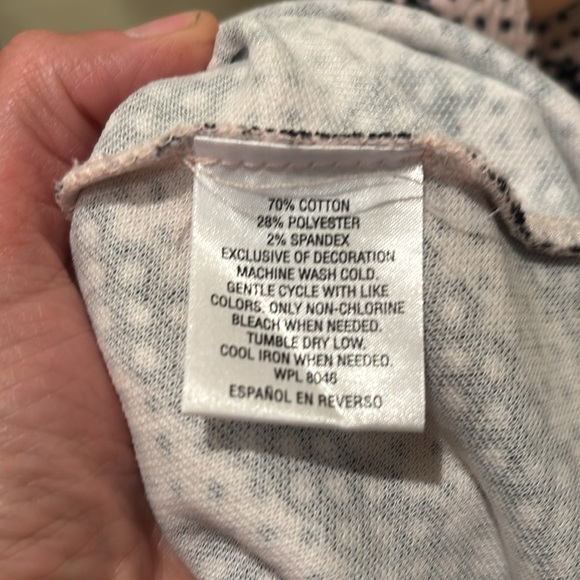 70% COTTON
28% POLYESTER
2% SPANDEX
EXCLUSIVE OF DECORATION
MACHINE WASH COLD.
GENTLE CYCLE WITH LIKE
COLORS. ONLY NON-CHLORINE
BLEACH WHEN NEEDED.
TUMBLE DRY LOW.
COOL IRON WHEN NEEDED.
WPL 8046
ESPAÑOL EN REVERSO